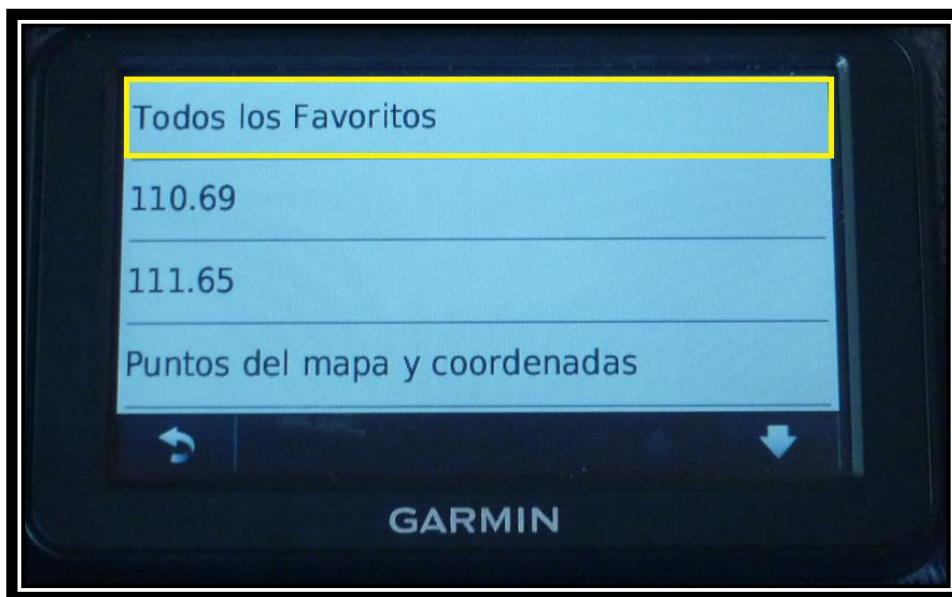 Todos los Favoritos
110.69
111.65
Puntos del mapa y coordenadas
GARMIN